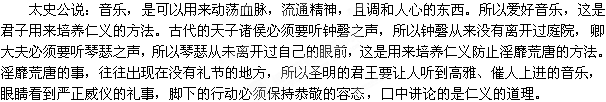 太史公说：音乐，是可以用来动荡血脉，流通精神，且调和人心的东西。所以爱好音乐，这是
君子用来培养仁义的方法。古代的天子诸侯必须要听钟磬之声，所以钟磬从来没有离开过庭院，卿
大夫必须要听琴瑟之声，所以琴瑟从未离开过自己的眼前，这是用来培养仁义防止淫靡荒唐的方法。
淫靡荒唐的事，往往出现在没有礼节的地方，所以圣明的君王要让人听到高雅、催人上进的音乐，
眼睛看到严正威仪的礼事，脚下的行动必须保持恭敬的容态，口中讲论的是仁义的道理。